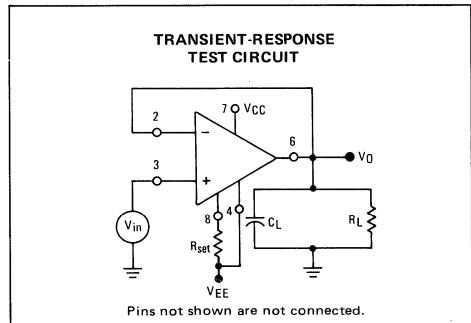 TRANSIENT-RESPONSE
TEST CIRCUIT
7 VCC
2
6
VO
3
8
4
CL
RL
Vin
Rset
VEE
Pins not shown are not connected.